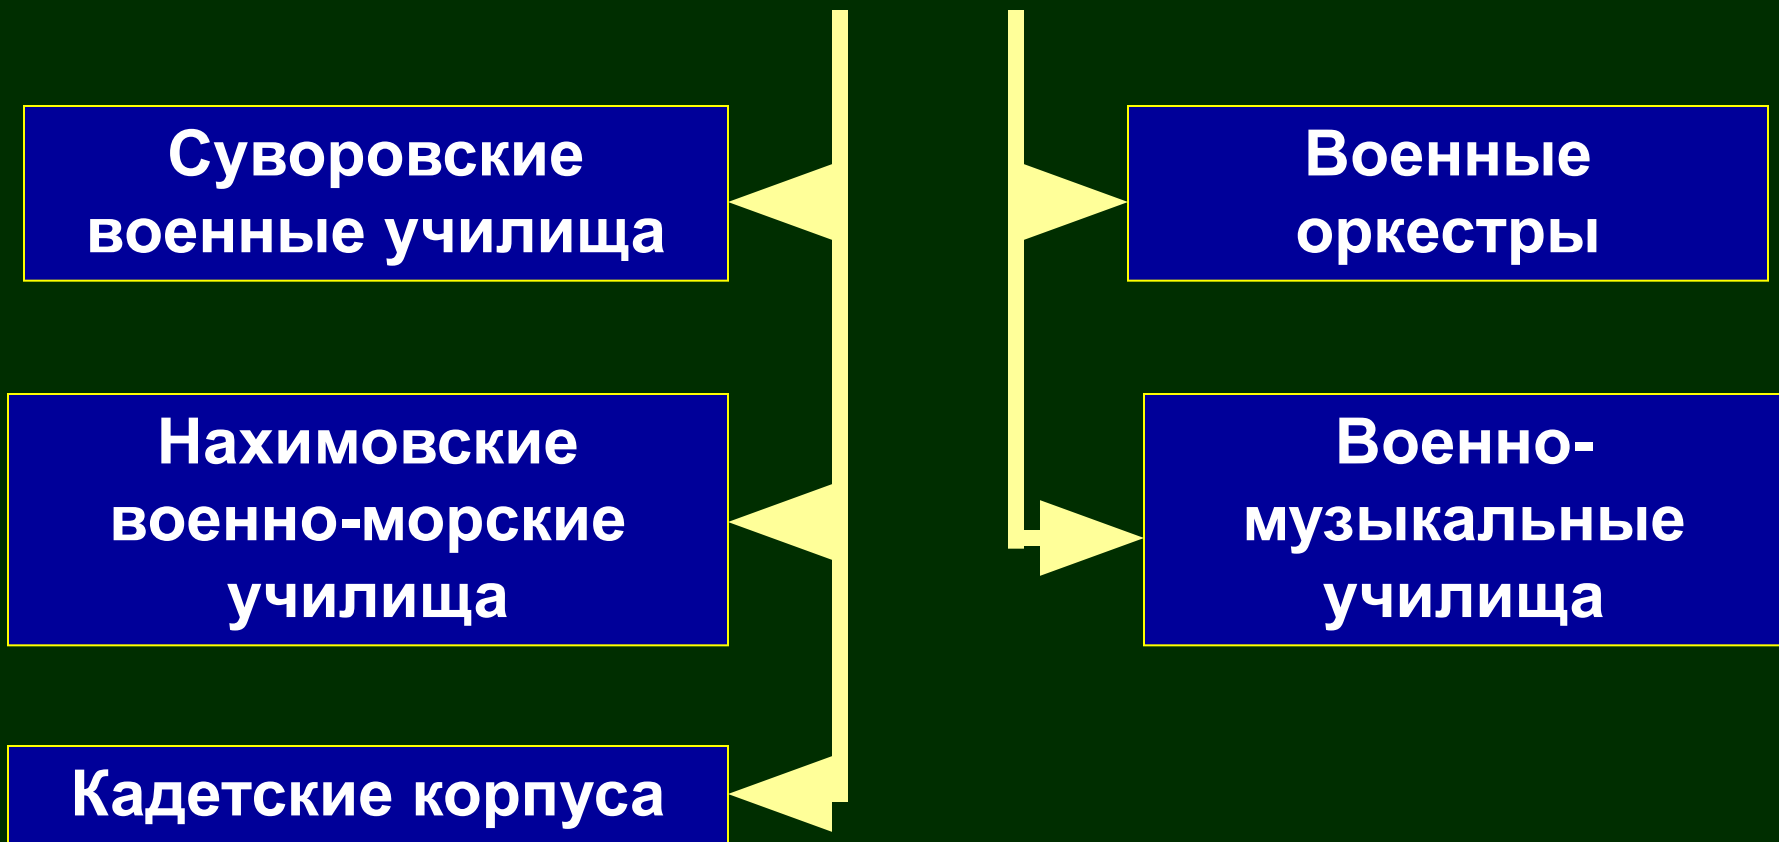 Суворовские
военные училища
Военные
оркестры
Нахимовские
военно-морские
училища
Военно-
музыкальные
училища
Кадетские корпуса